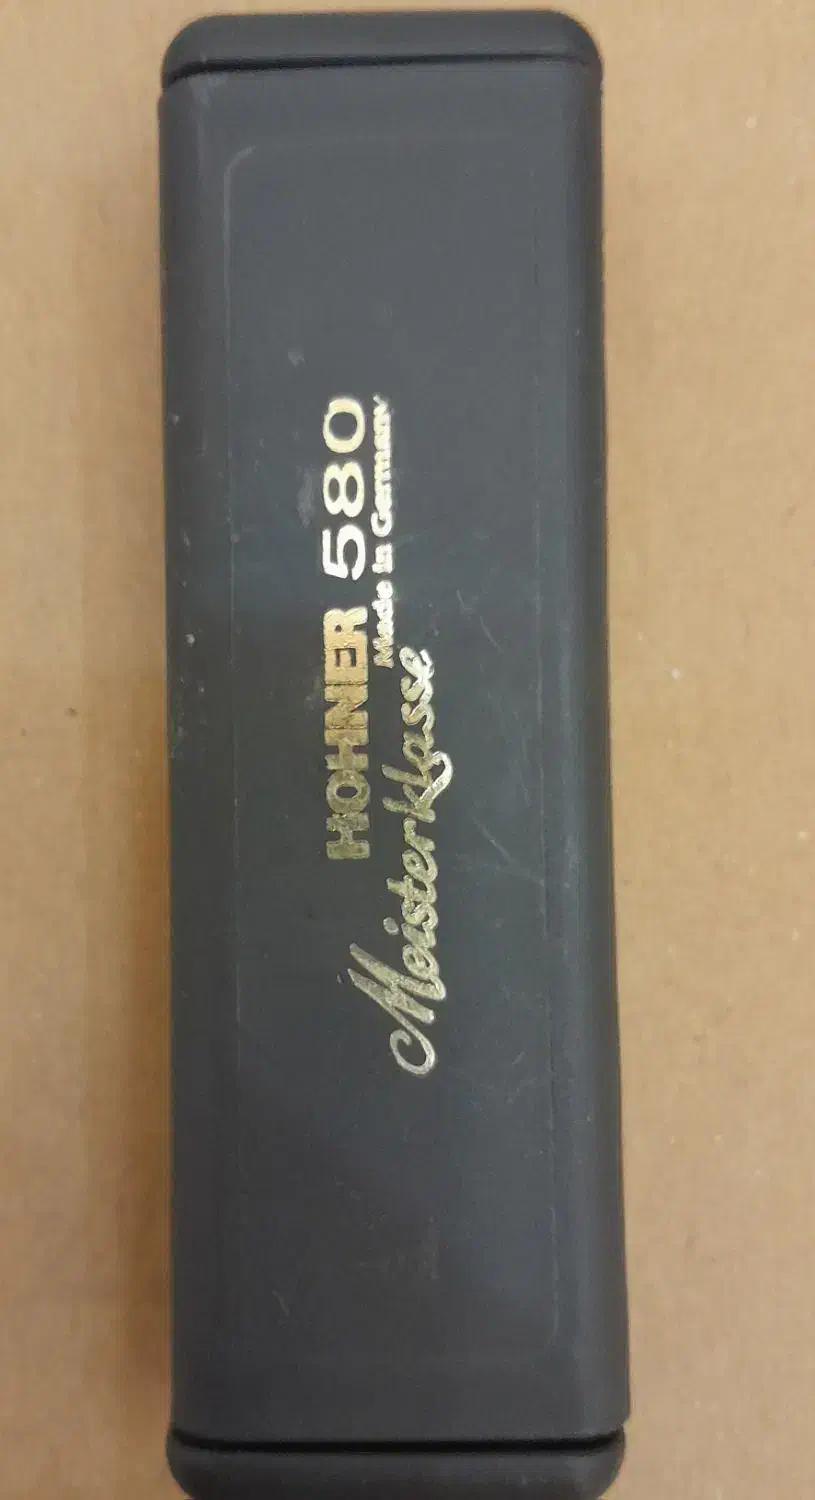 HOHNER 580
Made in Germany
Meisterklasse